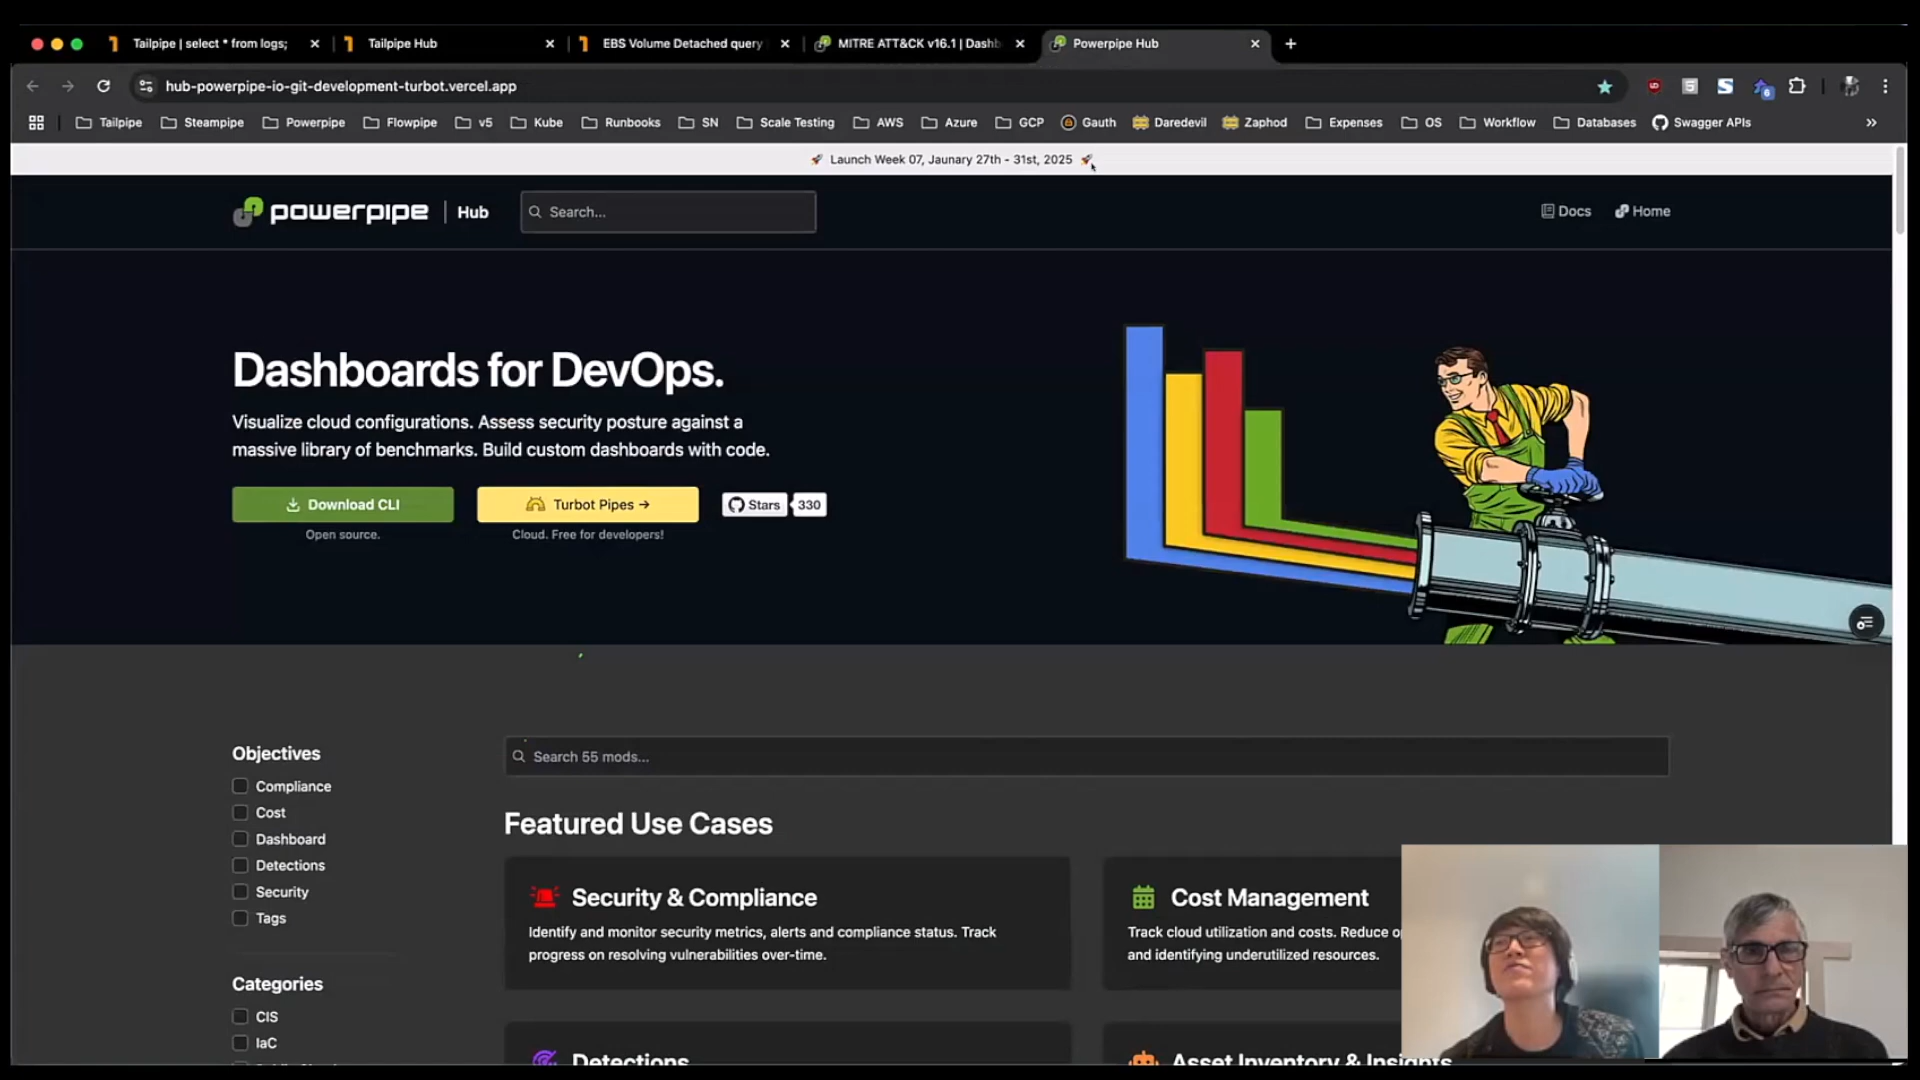 Tailpipe | select * from logs;
Tailpipe Hub
EBS Volume Detached query
MITRE ATT&CK v16.1 | Dashb
Powerpipe Hub
hub-powerpipe-io-git-development-turbot.vercel.app
Tailpipe
Steampipe
Powerpipe
Flowpipe
v5
Kube
Runbooks
SN
Scale Testing
AWS
Azure
GCP
Gauth
Daredevil
Zaphod
Expenses
OS
Workflow
Databases
Swagger APIs
🚀 Launch Week 07, Jaunary 27th - 31st, 2025 🚀
powerpipe | Hub
Search...
Docs
Home
Dashboards for DevOps.
Visualize cloud configurations. Assess security posture against a
massive library of benchmarks. Build custom dashboards with code.
Download CLI
Turbot Pipes →
Stars
330
Open source.
Cloud. Free for developers!
Objectives
Compliance
Cost
Dashboard
Detections
Security
Tags
Categories
CIS
IaC
Search 55 mods...
Featured Use Cases
Security & Compliance
Identify and monitor security metrics, alerts and compliance status. Track
progress on resolving vulnerabilities over-time.
Cost Management
Track cloud utilization and costs. Reduce
and identifying underutilized resources.
Detections
Asset Inventory & Insights